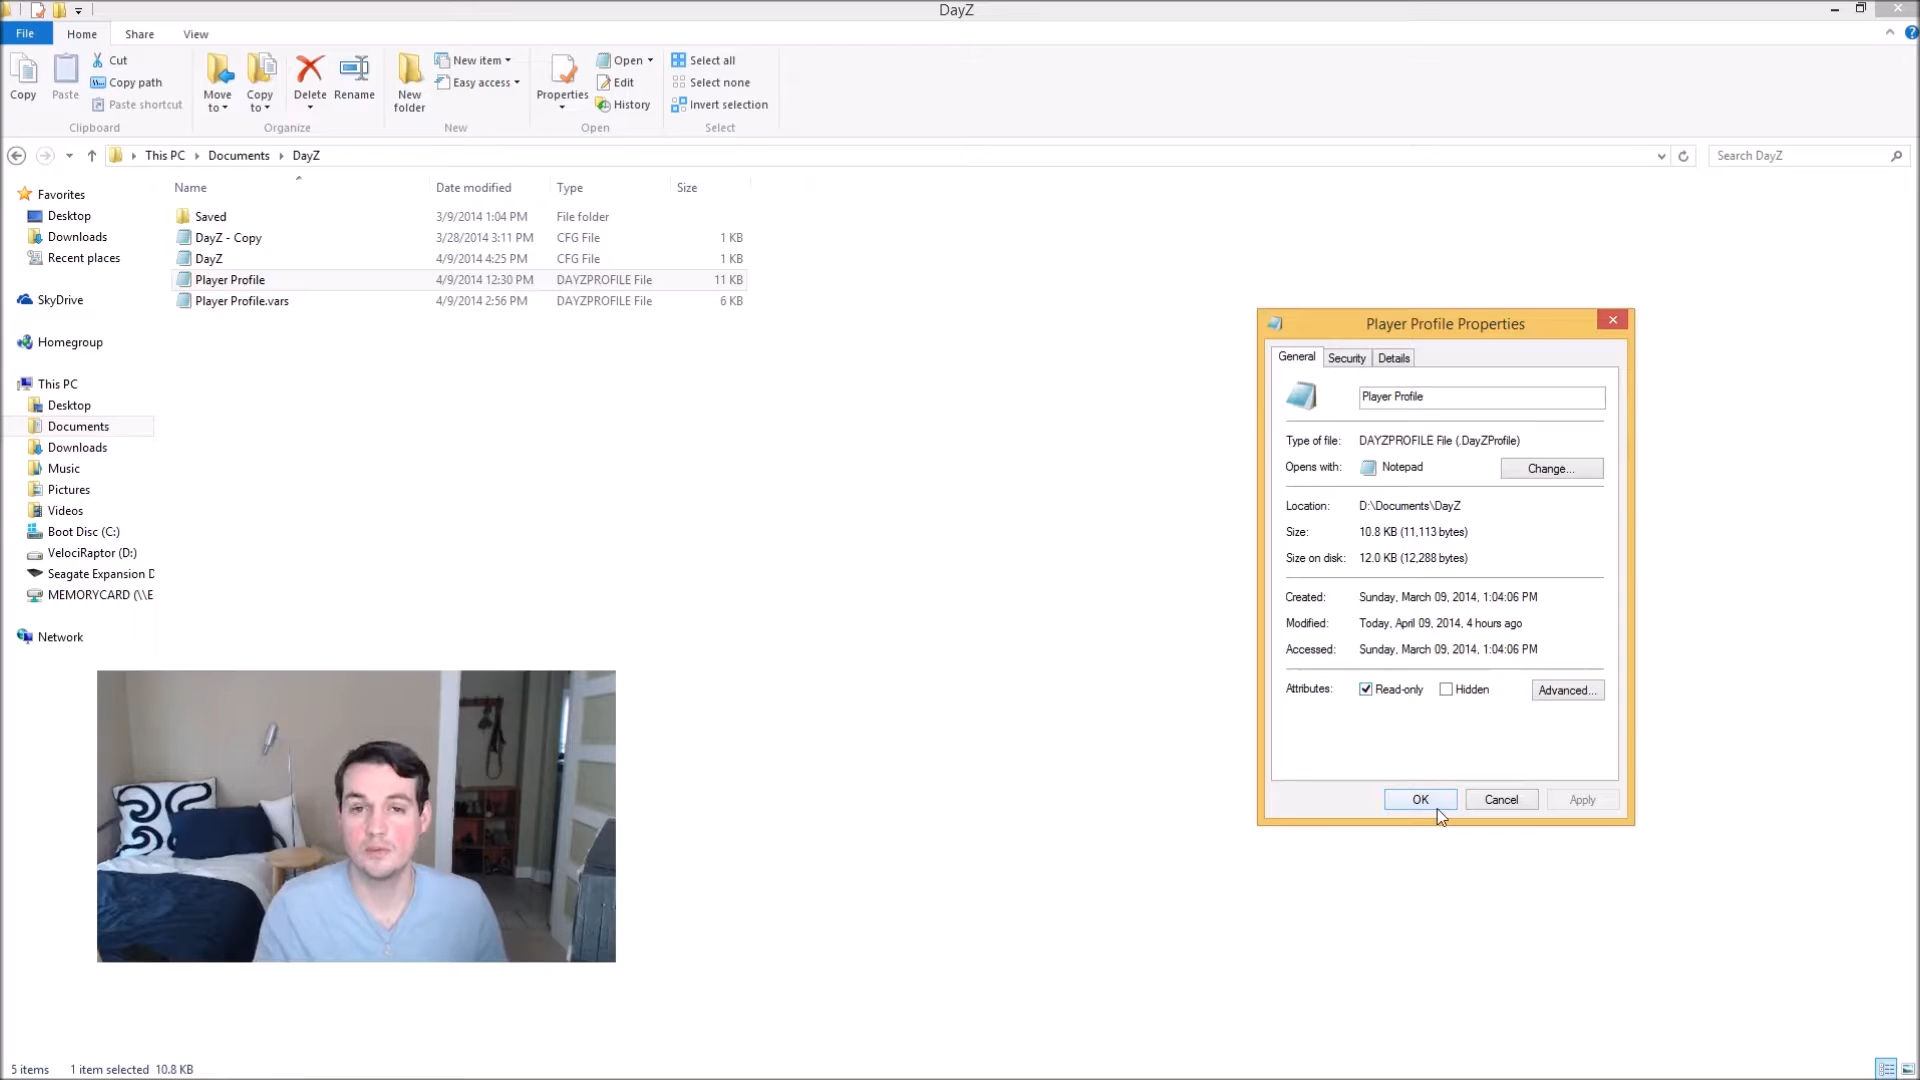 DayZ
File Home Share View
Copy
Paste
Cut
Copy path
Paste shortcut
Clipboard
Move to
Copy to
Delete
Rename
Organize
New folder
New item
Easy access
New
Properties
Open
Edit
History
Open
Select all
Select none
Invert selection
Select
This PC Documents DayZ
Search DayZ
Name Date modified Type Size
Saved 3/9/2014 1:04 PM File folder
DayZ - Copy 3/28/2014 3:11 PM CFG File 1 KB
DayZ 4/9/2014 4:25 PM CFG File 1 KB
Player Profile 4/9/2014 12:30 PM DAYZPROFILE File 11 KB
Player Profile.vars 4/9/2014 2:56 PM DAYZPROFILE File 6 KB
Favorites
Desktop
Downloads
Recent places
SkyDrive
Homegroup
This PC
Desktop
Documents
Downloads
Music
Pictures
Videos
Boot Disc (C:)
VelociRaptor (D:)
Seagate Expansion D
MEMORYCARD (\\E
Network
Player Profile Properties
General Security Details
Player Profile
Type of file: DAYZPROFILE File (.DayZProfile)
Opens with: Notepad Change...
Location: D:\Documents\DayZ
Size: 10.8 KB (11,113 bytes)
Size on disk: 12.0 KB (12,288 bytes)
Created: Sunday, March 09, 2014, 1:04:06 PM
Modified: Today, April 09, 2014, 4 hours ago
Accessed: Sunday, March 09, 2014, 1:04:06 PM
Attributes: Read-only Hidden Advanced...
OK Cancel Apply
5 items 1 item selected 10.8 KB